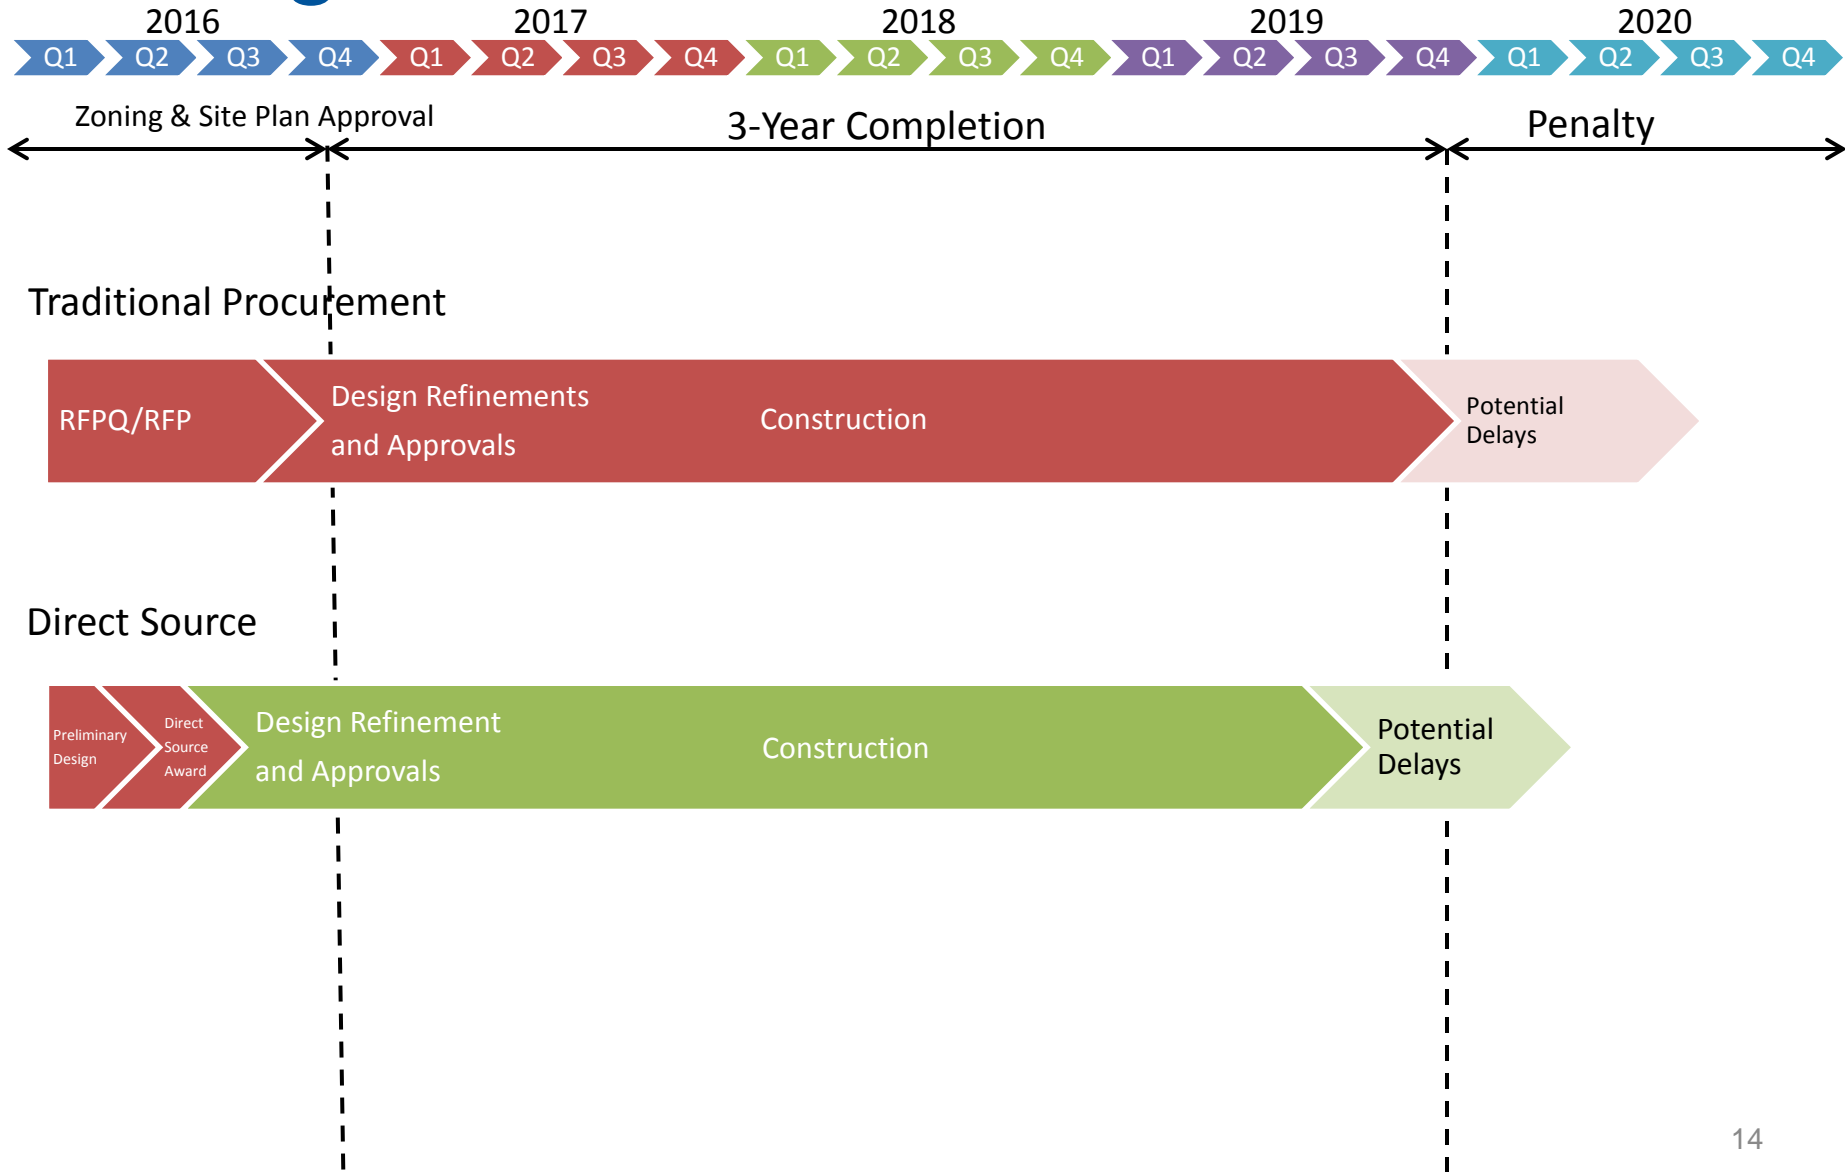 2016 2017 2018 2019 2020
Q1 Q2 Q3 Q4 Q1 Q2 Q3 Q4 Q1 Q2 Q3 Q4 Q1 Q2 Q3 Q4 Q1 Q2 Q3 Q4
Zoning & Site Plan Approval
3-Year Completion
Penalty
Traditional Procurement
RFPQ/RFP
Design Refinements
and Approvals
Construction
Potential
Delays
Direct Source
Preliminary
Design
Direct
Source
Award
Design Refinement
and Approvals
Construction
Potential
Delays
14